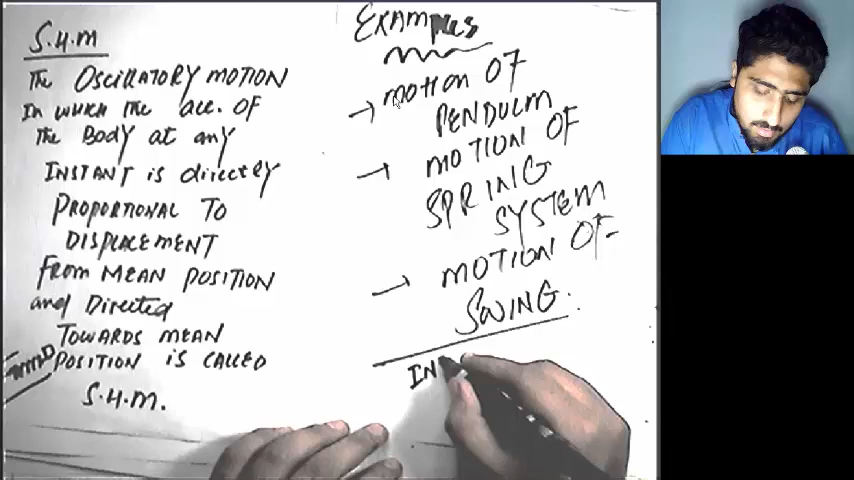 S.H.M
The OSCILLATORY MOTION
IN which the acc. OF
the BODY at any
INSTANT is directly
PROPORTIONAL TO
DISPLACEMENT
From MEAN POSITION
and Directed
TOWARDS MEAN
POSITION is CALLED
S.H.M.
EXAMPLES
→ MOTION OF
PENDULM
→ MOTION OF
SPRING
SYSTEM
→ MOTION OF
SWING.
IN